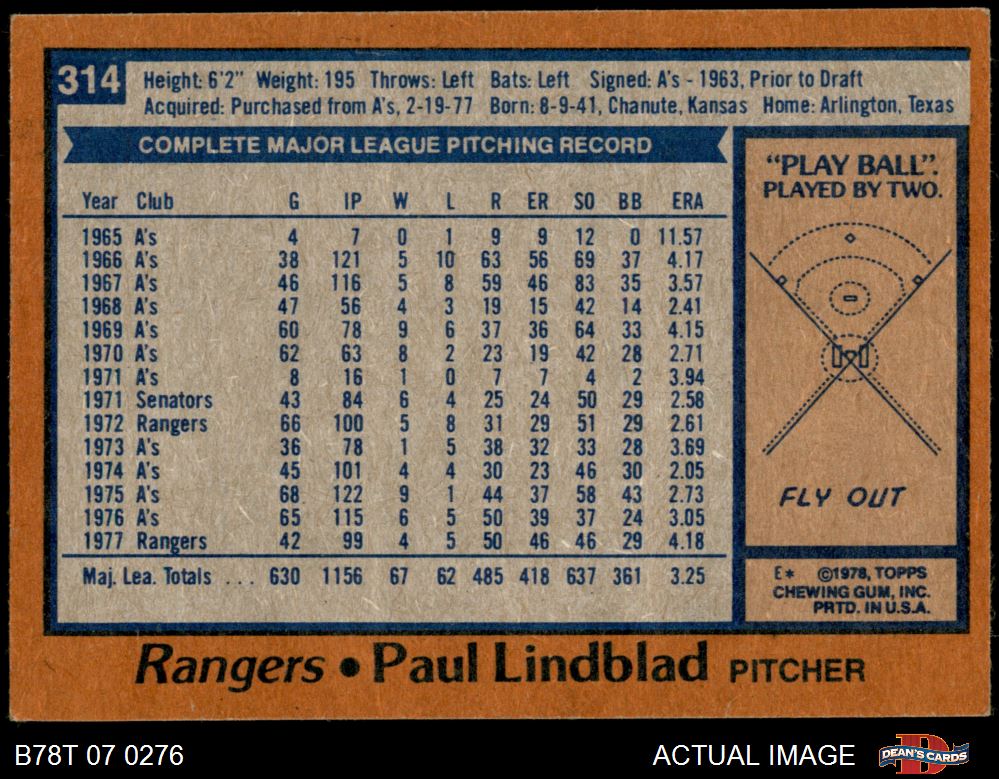 314
Height: 6'2" Weight: 195 Throws: Left Bats: Left Signed: A's - 1963, Prior to Draft
Acquired: Purchased from A's, 2-19-77 Born: 8-9-41, Chanute, Kansas Home: Arlington, Texas
COMPLETE MAJOR LEAGUE PITCHING RECORD
Year Club G IP W L R ER SO BB ERA
1965 A's 4 7 0 1 9 9 12 0 11.57
1966 A's 38 121 5 10 63 56 69 37 4.17
1967 A's 46 116 5 8 59 46 83 35 3.57
1968 A's 47 56 4 3 19 15 42 14 2.41
1969 A's 60 78 9 6 37 36 64 33 4.15
1970 A's 62 63 8 2 23 19 42 28 2.71
1971 A's 8 16 1 0 7 7 4 2 3.94
1971 Senators 43 84 6 4 25 24 50 29 2.58
1972 Rangers 66 100 5 8 31 29 51 29 2.61
1973 A's 36 78 1 5 38 32 33 28 3.69
1974 A's 45 101 4 4 30 23 46 30 2.05
1975 A's 68 122 9 1 44 37 58 43 2.73
1976 A's 65 115 6 5 50 39 37 24 3.05
1977 Rangers 42 99 4 5 50 46 46 29 4.18
Maj. Lea. Totals ... 630 1156 67 62 485 418 637 361 3.25
"PLAY BALL".
PLAYED BY TWO.
FLY OUT
E* ©1978, TOPPS
CHEWING GUM, INC.
PRTD. IN U.S.A.
Rangers • Paul Lindblad PITCHER
B78T 07 0276
ACTUAL IMAGE
D
DEAN'S CARDS